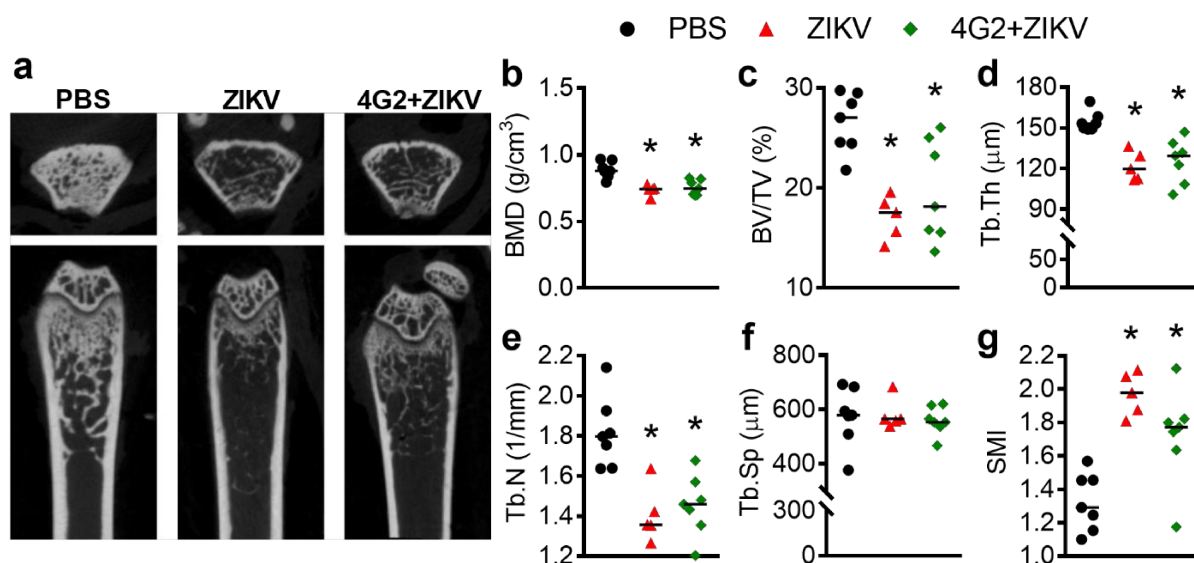 PBS ZIKV 4G2+ZIKV
a
PBS ZIKV 4G2+ZIKV
b
BMD (g/cm³)
1.5
1.0
0.5
0.0
* *
c
BV/TV (%)
30
20
10
* *
d
Tb.Th (μm)
180
150
120
90
0
* *
e
Tb.N (1/mm)
2.2
2.0
1.8
1.6
1.4
1.2
* *
f
Tb.Sp (μm)
800
600
400
300
0
g
SMI
2.2
2.0
1.8
1.6
1.4
1.2
1.0
* *